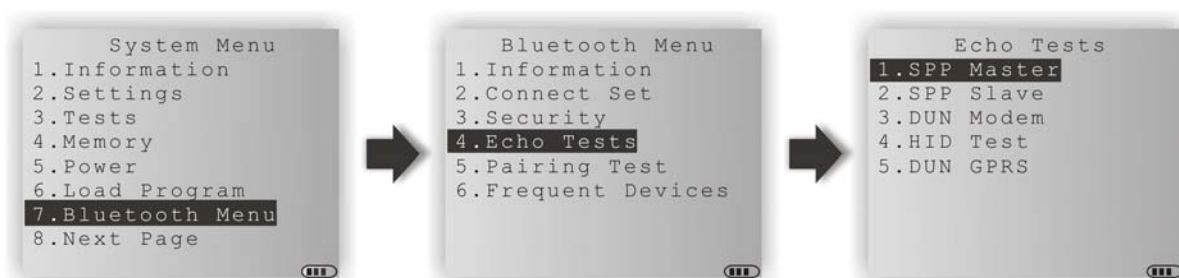 System Menu
1.Information
2.Settings
3.Tests
4.Memory
5.Power
6.Load Program
7.Bluetooth Menu
8.Next Page
Bluetooth Menu
1.Information
2.Connect Set
3.Security
4.Echo Tests
5.Pairing Test
6.Frequent Devices
Echo Tests
1.SPP Master
2.SPP Slave
3.DUN Modem
4.HID Test
5.DUN GPRS